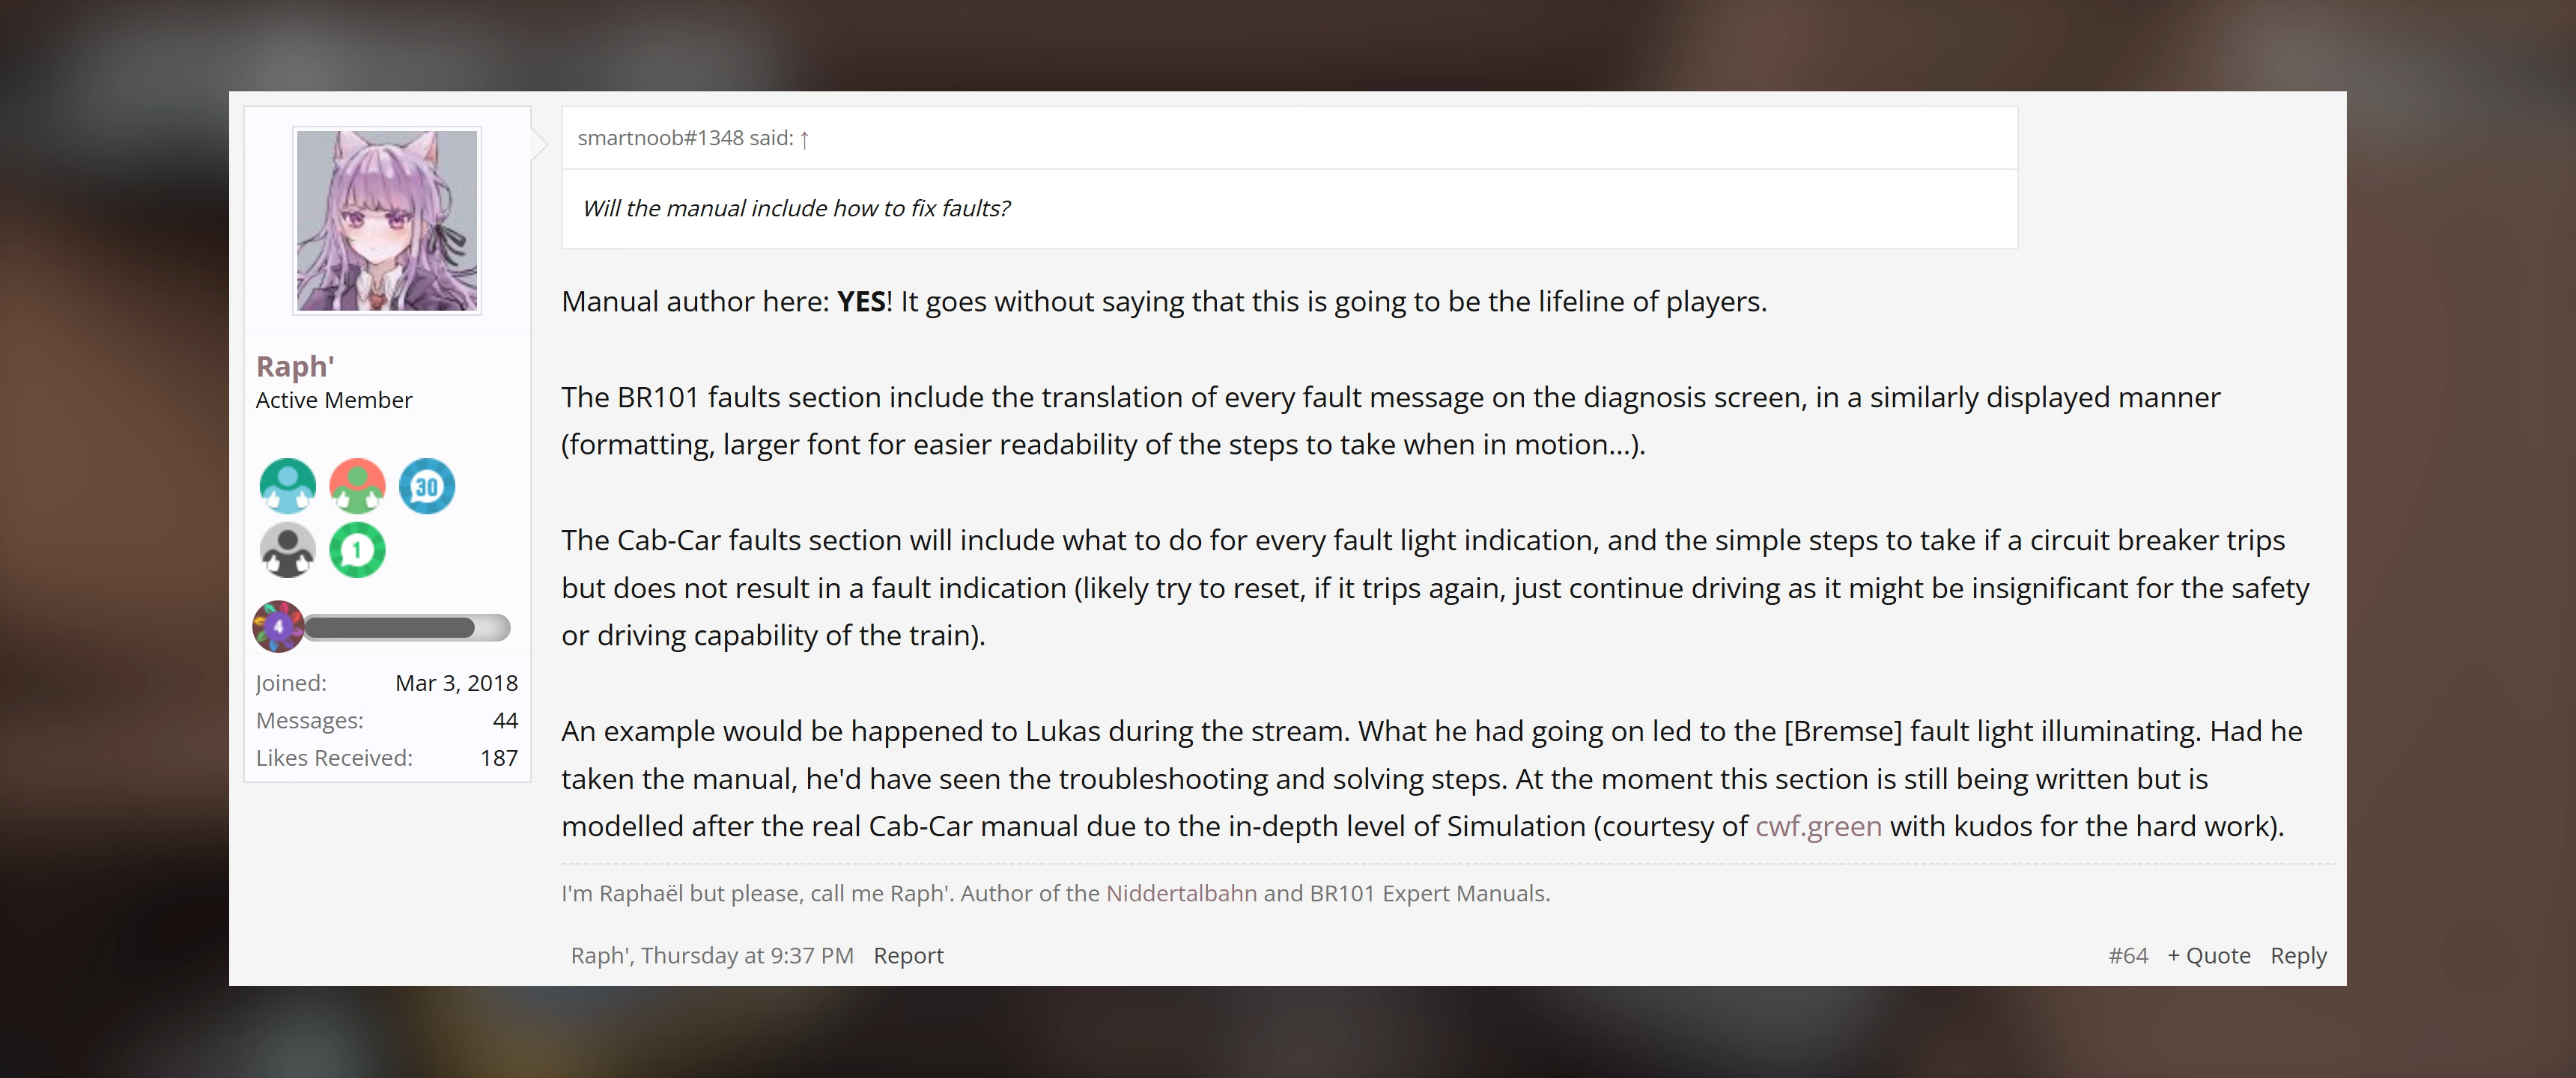 smartnoob#1348 said: ↑
Will the manual include how to fix faults?
Manual author here: YES! It goes without saying that this is going to be the lifeline of players.
The BR101 faults section include the translation of every fault message on the diagnosis screen, in a similarly displayed manner
(formatting, larger font for easier readability of the steps to take when in motion...).
The Cab-Car faults section will include what to do for every fault light indication, and the simple steps to take if a circuit breaker trips
but does not result in a fault indication (likely try to reset, if it trips again, just continue driving as it might be insignificant for the safety
or driving capability of the train).
An example would be happened to Lukas during the stream. What he had going on led to the [Bremse] fault light illuminating. Had he
taken the manual, he'd have seen the troubleshooting and solving steps. At the moment this section is still being written but is
modelled after the real Cab-Car manual due to the in-depth level of Simulation (courtesy of cwf.green with kudos for the hard work).
I'm Raphaël but please, call me Raph'. Author of the Niddertalbahn and BR101 Expert Manuals.
Raph', Thursday at 9:37 PM Report
#64 + Quote Reply
Raph'
Active Member
30
1
4
Joined: Mar 3, 2018
Messages: 44
Likes Received: 187